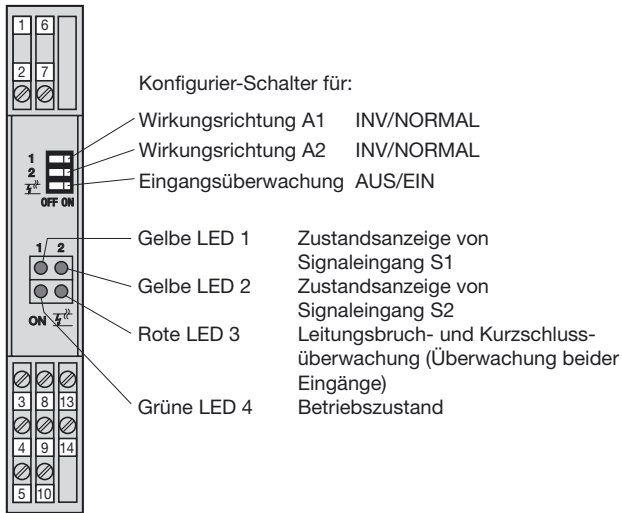 1 6
2 7
Konfigurier-Schalter für:
Wirkungsrichtung A1 INV/NORMAL
Wirkungsrichtung A2 INV/NORMAL
Eingangsüberwachung AUS/EIN
1
2
OFF ON
1 2
ON
Gelbe LED 1 Zustandsanzeige von
Signaleingang S1
Gelbe LED 2 Zustandsanzeige von
Signaleingang S2
Rote LED 3 Leitungsbruch- und Kurzschluss-
überwachung (Überwachung beider
Eingänge)
Grüne LED 4 Betriebszustand
3 8 13
4 9 14
5 10